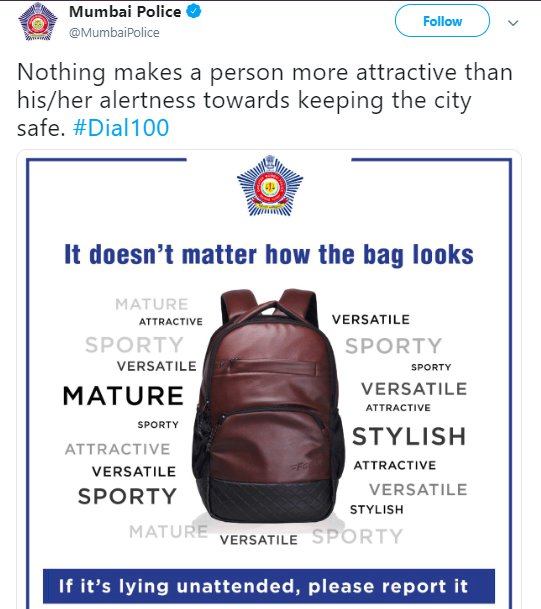 Mumbai Police
@MumbaiPolice
Follow
Nothing makes a person more attractive than
his/her alertness towards keeping the city
safe. #Dial100
It doesn't matter how the bag looks
MATURE
ATTRACTIVE
SPORTY
VERSATILE
MATURE
SPORTY
ATTRACTIVE
VERSATILE
SPORTY
MATURE
VERSATILE
SPORTY
VERSATILE
SPORTY
SPORTY
VERSATILE
ATTRACTIVE
STYLISH
ATTRACTIVE
VERSATILE
STYLISH
If it's lying unattended, please report it